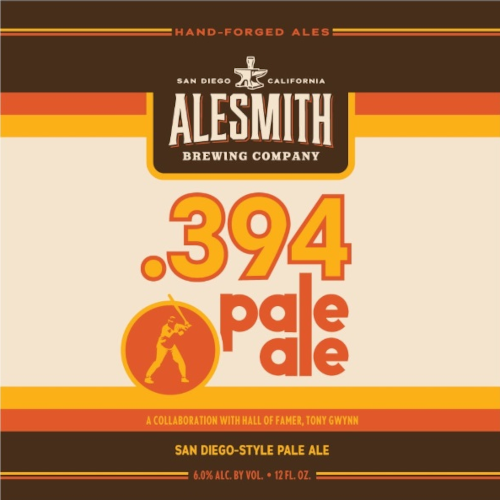 HAND-FORGED ALES
SAN DIEGO CALIFORNIA
ALESMITH
BREWING COMPANY
.394
pale
ale
A COLLABORATION WITH HALL OF FAMER, TONY GWYNN
SAN DIEGO-STYLE PALE ALE
6.0% ALC. BY VOL. • 12 FL. OZ.